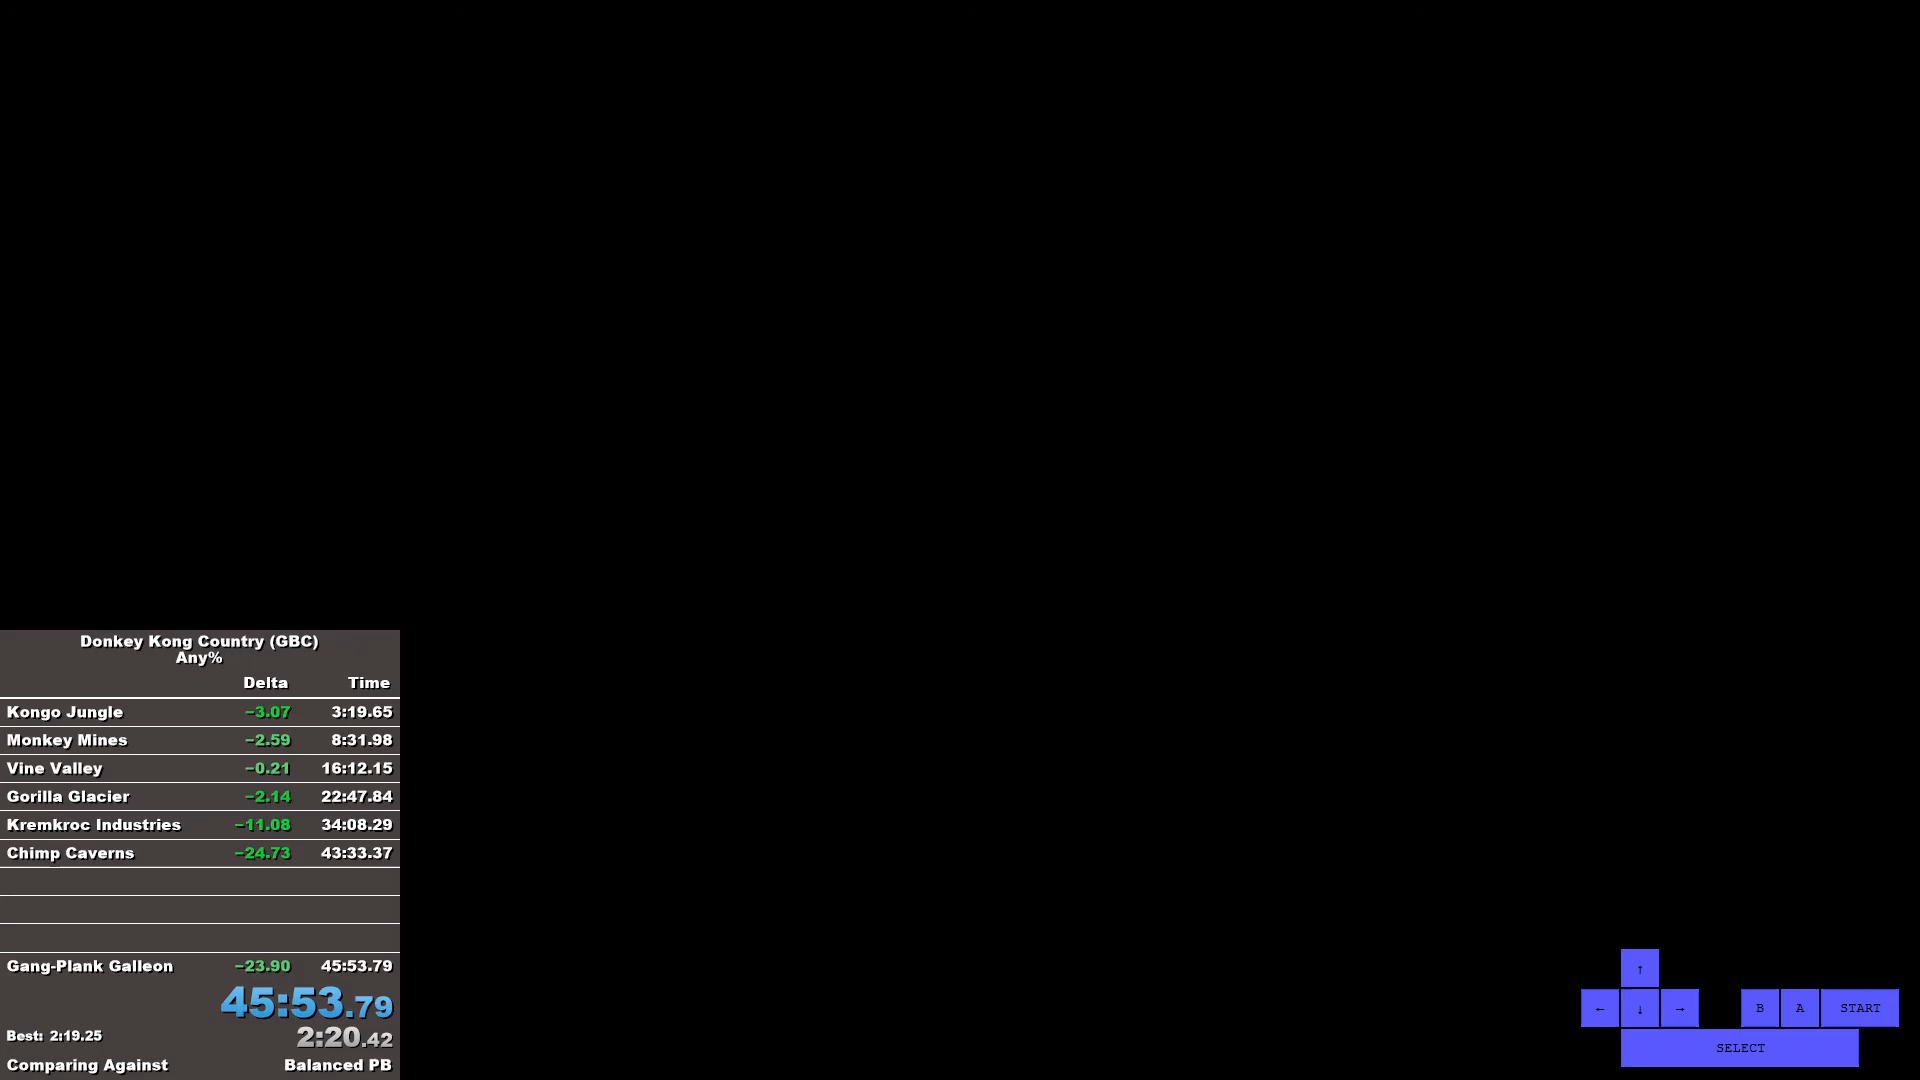 Donkey Kong Country (GBC)
Any%
Delta Time
Kongo Jungle −3.07 3:19.65
Monkey Mines −2.59 8:31.98
Vine Valley −0.21 16:12.15
Gorilla Glacier −2.14 22:47.84
Kremkroc Industries −11.08 34:08.29
Chimp Caverns −24.73 43:33.37
Gang-Plank Galleon −23.90 45:53.79
45:53.79
Best: 2:19.25 2:20.42
Comparing Against Balanced PB
↑
← ↓ → B A START
SELECT